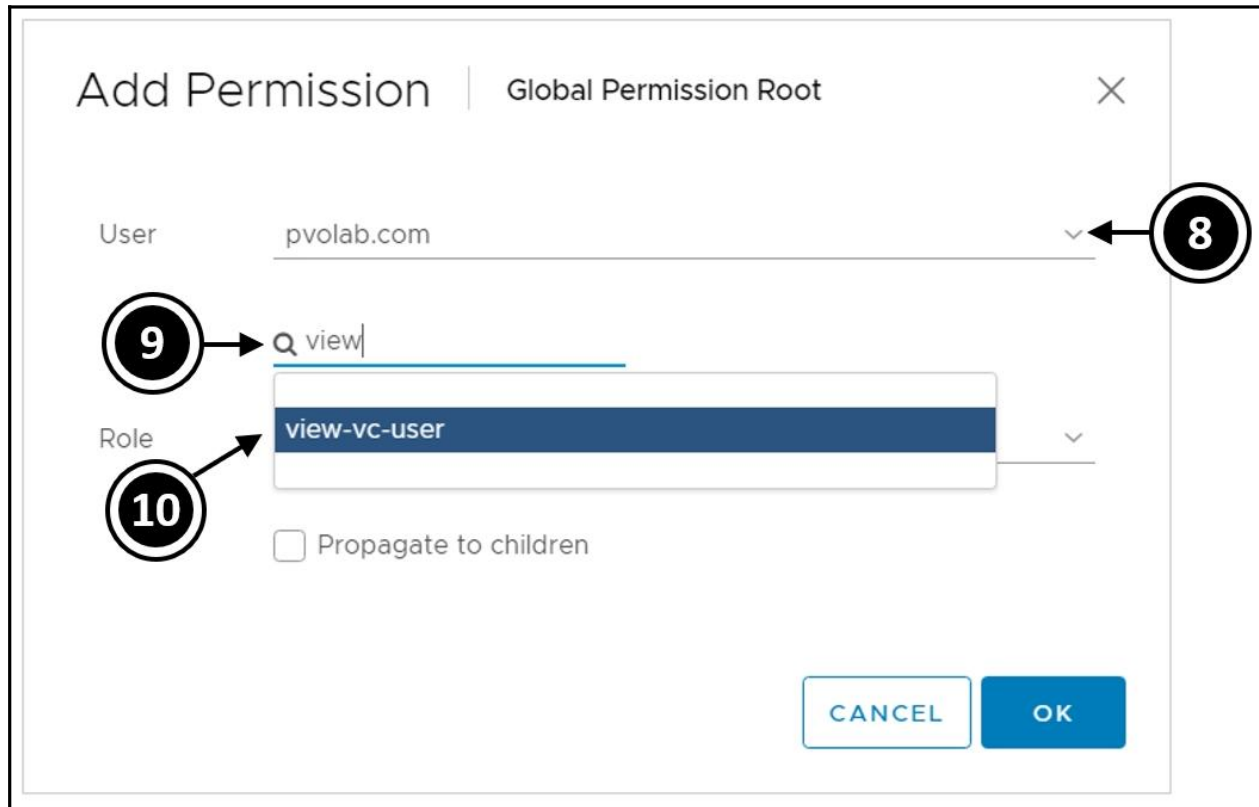 Add Permission Global Permission Root
User pvolab.com 8
9 view
Role view-vc-user
10
Propagate to children
CANCEL OK